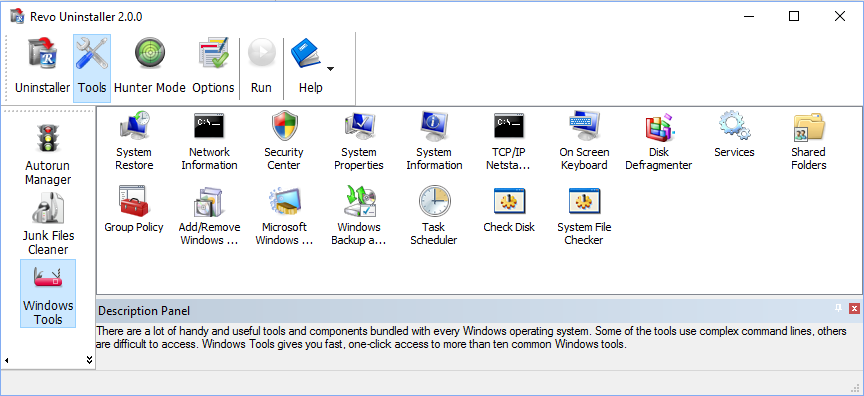 Revo Uninstaller 2.0.0
Uninstaller
Tools
Hunter Mode
Options
Run
Help
Autorun
Manager
Junk Files
Cleaner
Windows
Tools
System
Restore
Network
Information
Security
Center
System
Properties
System
Information
TCP/IP
Netsta...
On Screen
Keyboard
Disk
Defragmenter
Services
Shared
Folders
Group Policy
Add/Remove
Windows ...
Microsoft
Windows ...
Windows
Backup a...
Task
Scheduler
Check Disk
System File
Checker
Description Panel
There are a lot of handy and useful tools and components bundled with every Windows operating system. Some of the tools use complex command lines, others
are difficult to access. Windows Tools gives you fast, one-click access to more than ten common Windows tools.